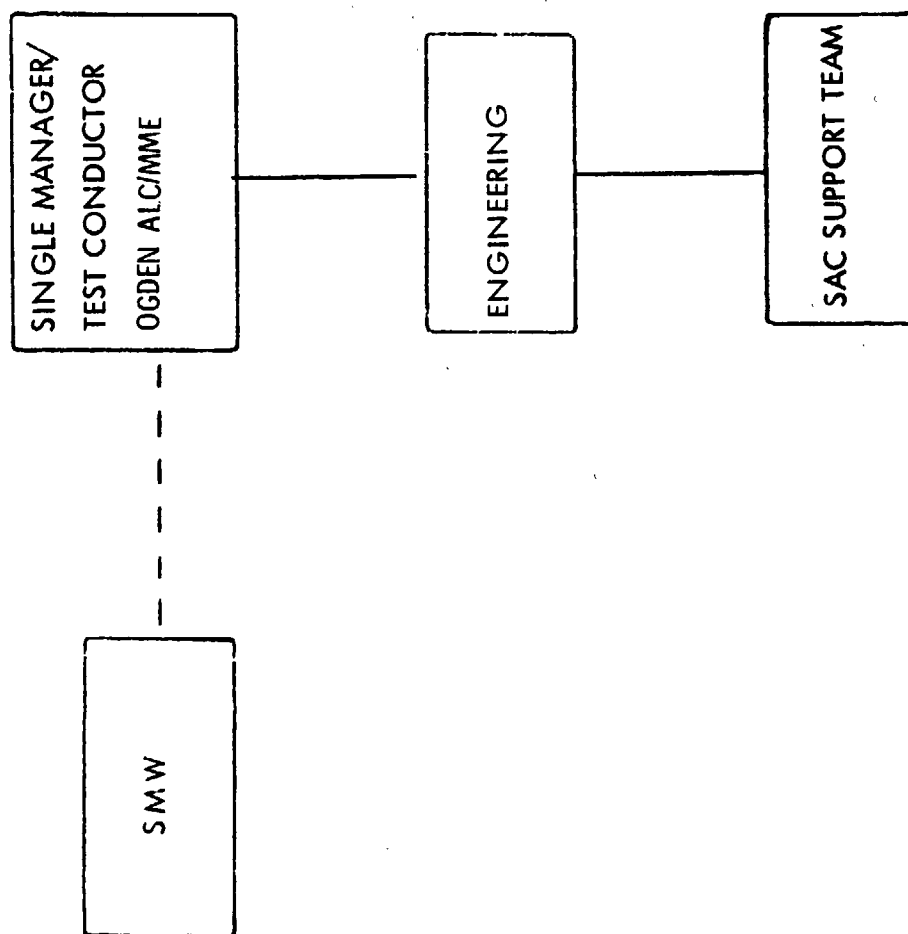 SINGLE MANAGER/
TEST CONDUCTOR
OGDEN ALC/MME
SMW
ENGINEERING
SAC SUPPORT TEAM